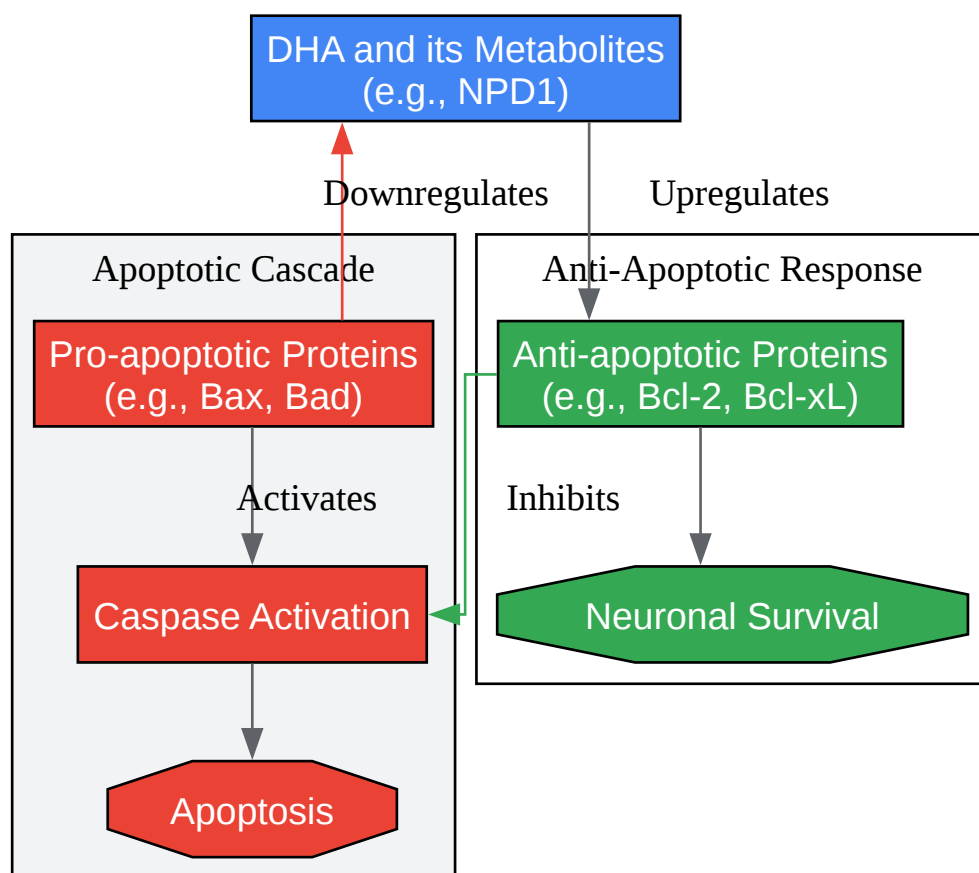 DHA and its Metabolites
(e.g., NPD1)
Downregulates
Upregulates
Apoptotic Cascade
Anti-Apoptotic Response
Pro-apoptotic Proteins
(e.g., Bax, Bad)
Anti-apoptotic Proteins
(e.g., Bcl-2, Bcl-xL)
Activates
Inhibits
Caspase Activation
Neuronal Survival
Apoptosis